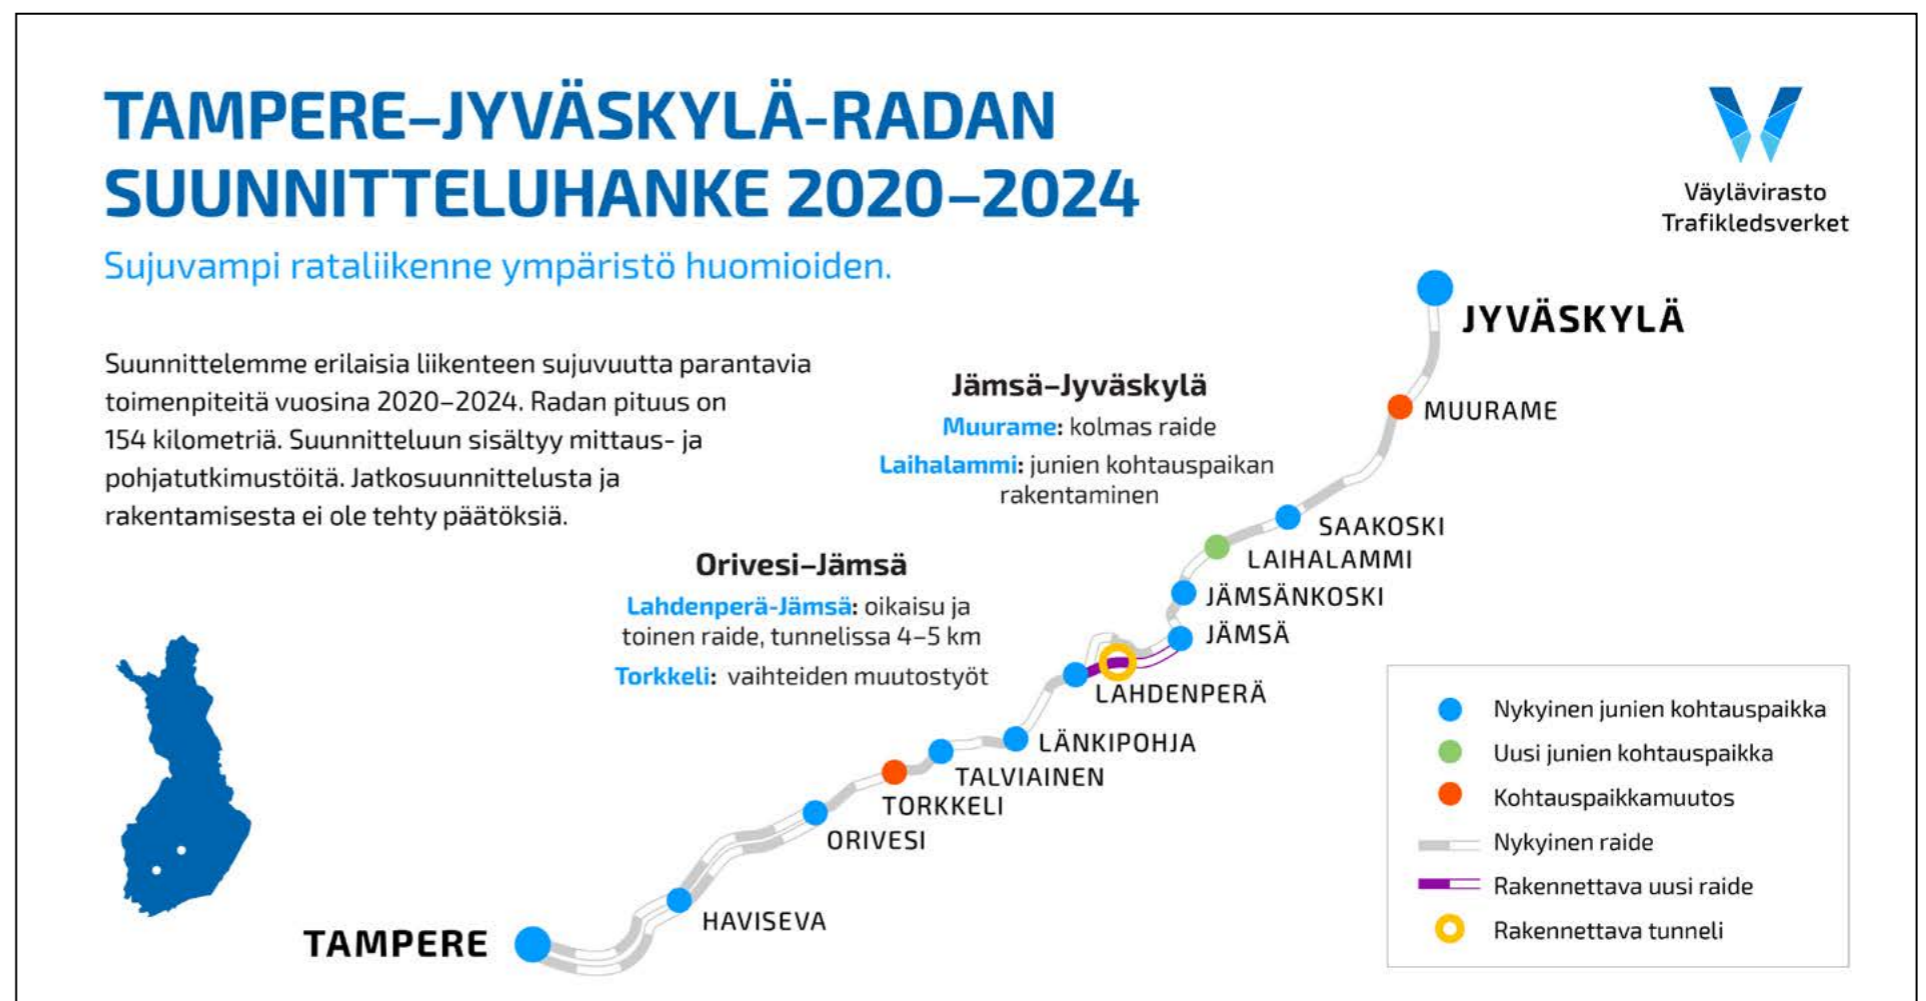 TAMPERE–JYVÄSKYLÄ-RADAN
SUUNNITTELUHANKE 2020–2024
Sujuvampi rataliikenne ympäristö huomioiden.
Väylävirasto
Trafikledsverket
Suunnittelemme erilaisia liikenteen sujuvuutta parantavia
toimenpiteitä vuosina 2020–2024. Radan pituus on
154 kilometriä. Suunnitteluun sisältyy mittaus- ja
pohjatutkimustöitä. Jatkosuunnittelusta ja
rakentamisesta ei ole tehty päätöksiä.
Jämsä–Jyväskylä
Muurame: kolmas raide
Laihalammi: junien kohtauspaikan
rakentaminen
Orivesi–Jämsä
Lahdenperä-Jämsä: oikaisu ja
toinen raide, tunnelissa 4–5 km
Torkkeli: vaihteiden muutostyöt
JYVÄSKYLÄ
MUURAME
SAAKOSKI
LAIHALAMMI
JÄMSÄNKOSKI
JÄMSÄ
LAHDENPERÄ
LÄNKIPOHJA
TALVIAINEN
TORKKELI
ORIVESI
HAVISEVA
TAMPERE
Nykyinen junien kohtauspaikka
Uusi junien kohtauspaikka
Kohtauspaikkamuutos
Nykyinen raide
Rakennettava uusi raide
Rakennettava tunneli